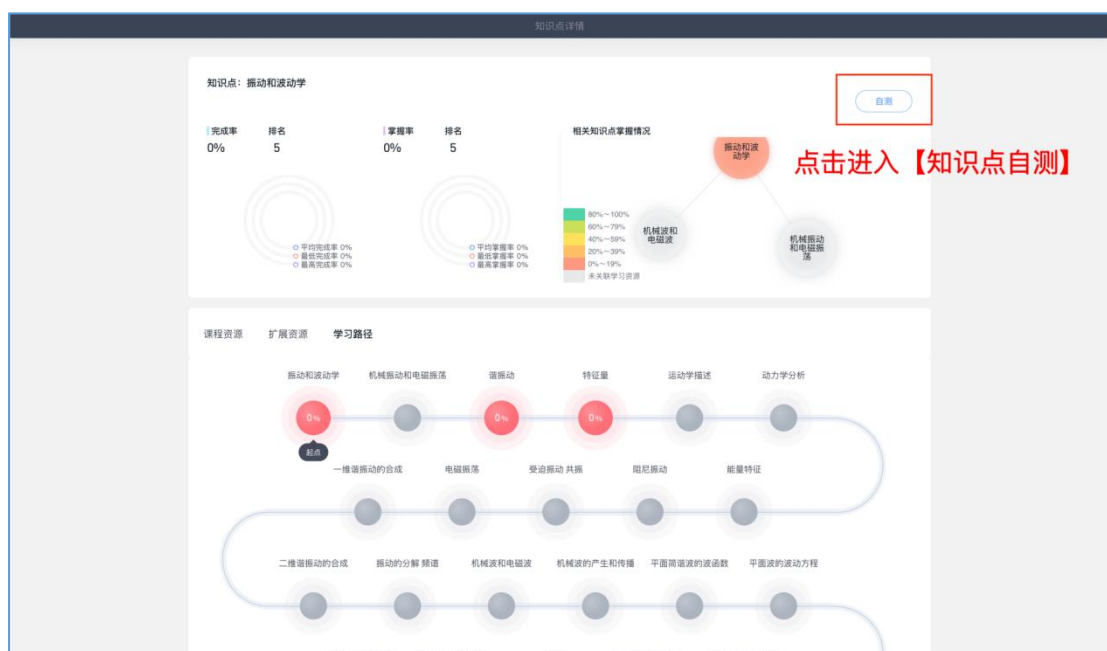 知识点详情
知识点：振动和波动学
自测
点击进入【知识点自测】
完成率
排名
0%
5
平均完成率 0%
最低完成率 0%
最高完成率 0%
掌握率
排名
0%
5
平均掌握率 0%
最低掌握率 0%
最高掌握率 0%
相关知识点掌握情况
80%～100%
60%～79%
40%～59%
20%～39%
0%～19%
未关联学习资源
振动和波
动学
机械波和
电磁波
机械振动
和电磁振
荡
课程资源 扩展资源 学习路径
振动和波动学 机械振动和电磁振荡 谐振动 特征量 运动学描述 动力学分析
0% 0% 0%
起点
一维谐振动的合成 电磁振荡 受迫振动 共振 阻尼振动 能量特征
二维谐振动的合成 振动的分解 频谱 机械波和电磁波 机械波的产生和传播 平面简谐波的波函数 平面波的波动方程